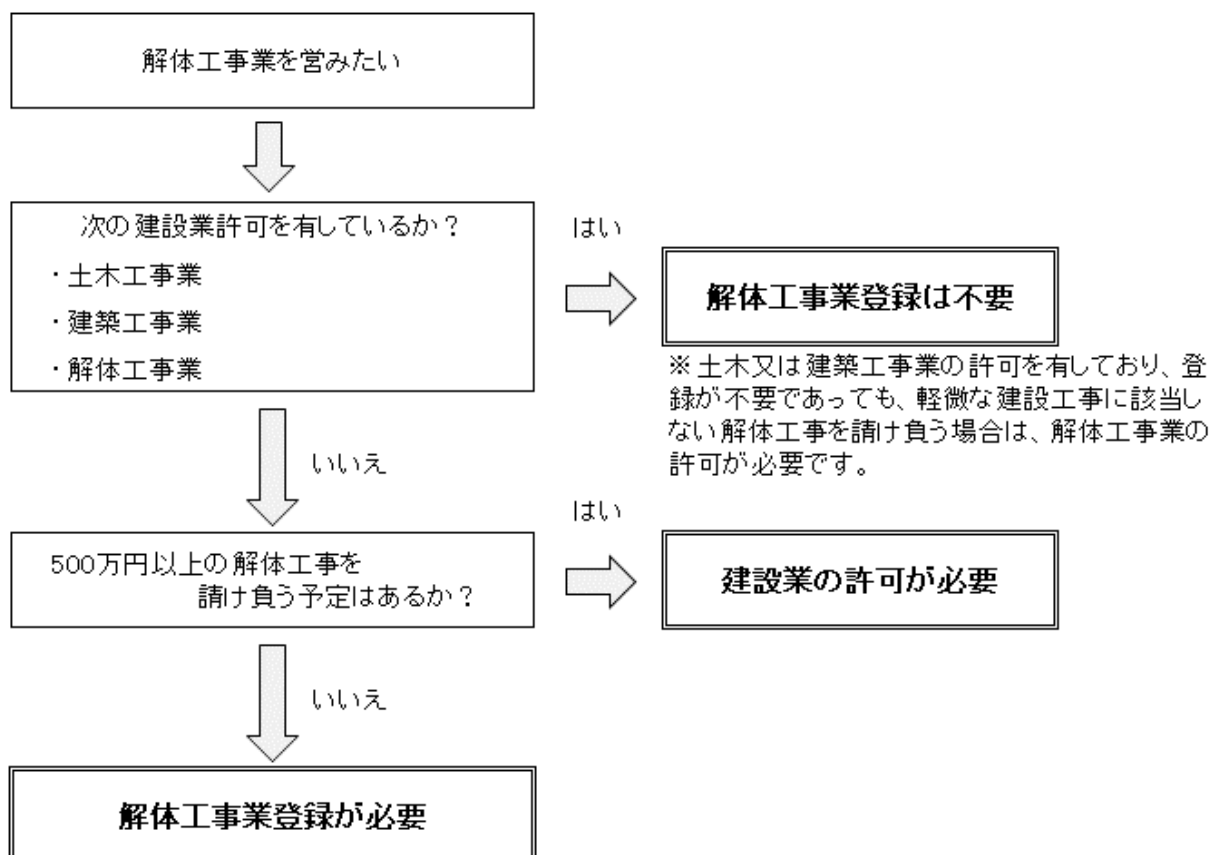 解体工事業を営みたい
次の建設業許可を有しているか？
・土木工事業
・建築工事業
・解体工事業
はい
解体工事業登録は不要
※土木又は建築工事業の許可を有しており、登
録が不要であっても、軽微な建設工事に該当し
ない解体工事を請け負う場合は、解体工事業の
許可が必要です。
いいえ
500万円以上の解体工事を
請け負う予定はあるか？
はい
建設業の許可が必要
いいえ
解体工事業登録が必要